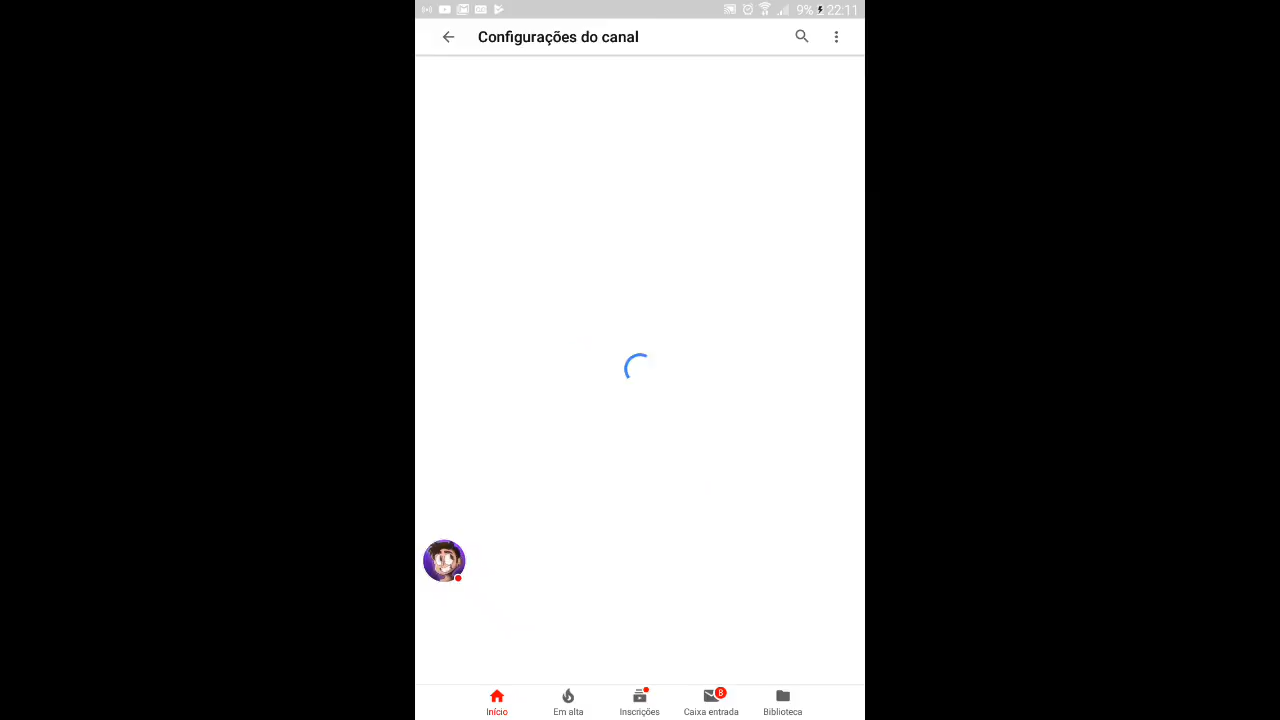 9% 22:11
Configurações do canal
8
Início Em alta Inscrições Caixa entrada Biblioteca